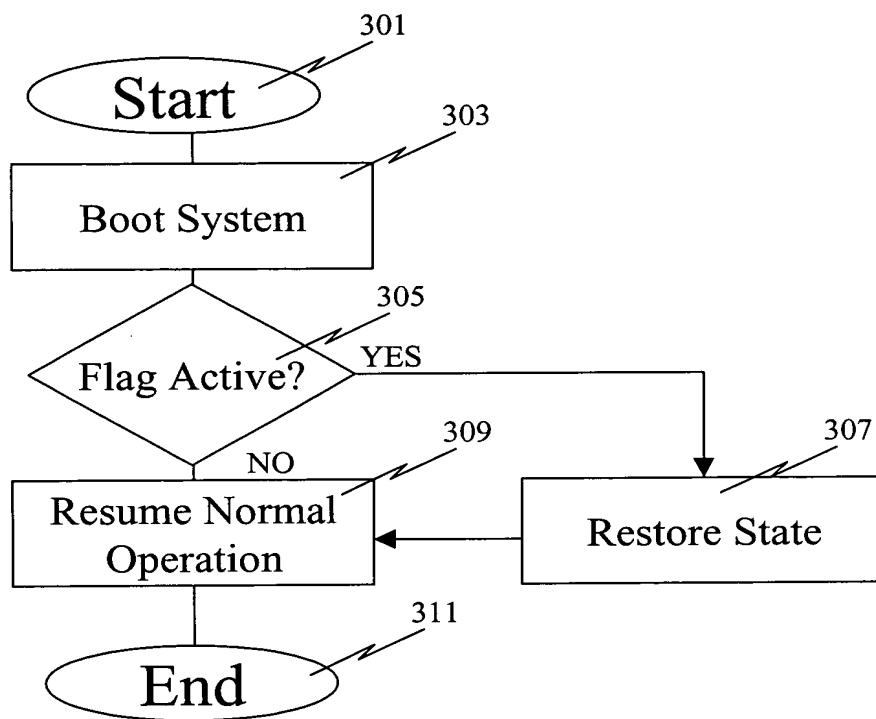 301
Start
303
Boot System
305
Flag Active?
YES
NO
309
Resume Normal
Operation
307
Restore State
311
End